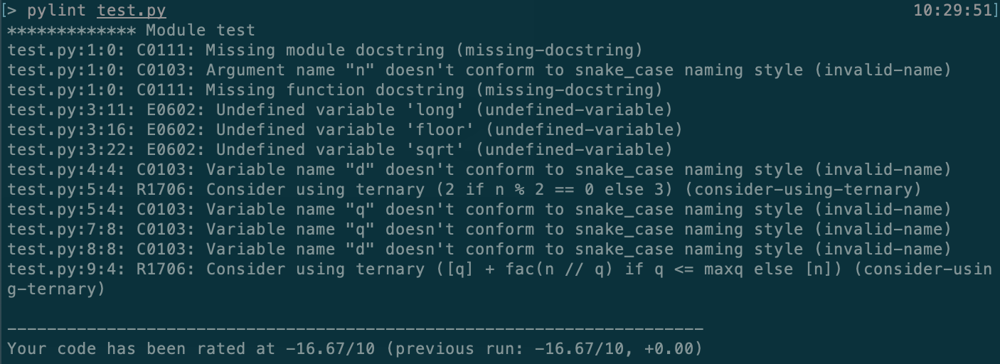 [> pylint test.py 10:29:51]
************* Module test
test.py:1:0: C0111: Missing module docstring (missing-docstring)
test.py:1:0: C0103: Argument name "n" doesn't conform to snake_case naming style (invalid-name)
test.py:1:0: C0111: Missing function docstring (missing-docstring)
test.py:3:11: E0602: Undefined variable 'long' (undefined-variable)
test.py:3:16: E0602: Undefined variable 'floor' (undefined-variable)
test.py:3:22: E0602: Undefined variable 'sqrt' (undefined-variable)
test.py:4:4: C0103: Variable name "d" doesn't conform to snake_case naming style (invalid-name)
test.py:5:4: R1706: Consider using ternary (2 if n % 2 == 0 else 3) (consider-using-ternary)
test.py:5:4: C0103: Variable name "q" doesn't conform to snake_case naming style (invalid-name)
test.py:7:8: C0103: Variable name "q" doesn't conform to snake_case naming style (invalid-name)
test.py:8:8: C0103: Variable name "d" doesn't conform to snake_case naming style (invalid-name)
test.py:9:4: R1706: Consider using ternary ([q] + fac(n // q) if q <= maxq else [n]) (consider-usin
g-ternary)
----------------------------------------------------------------------
Your code has been rated at -16.67/10 (previous run: -16.67/10, +0.00)